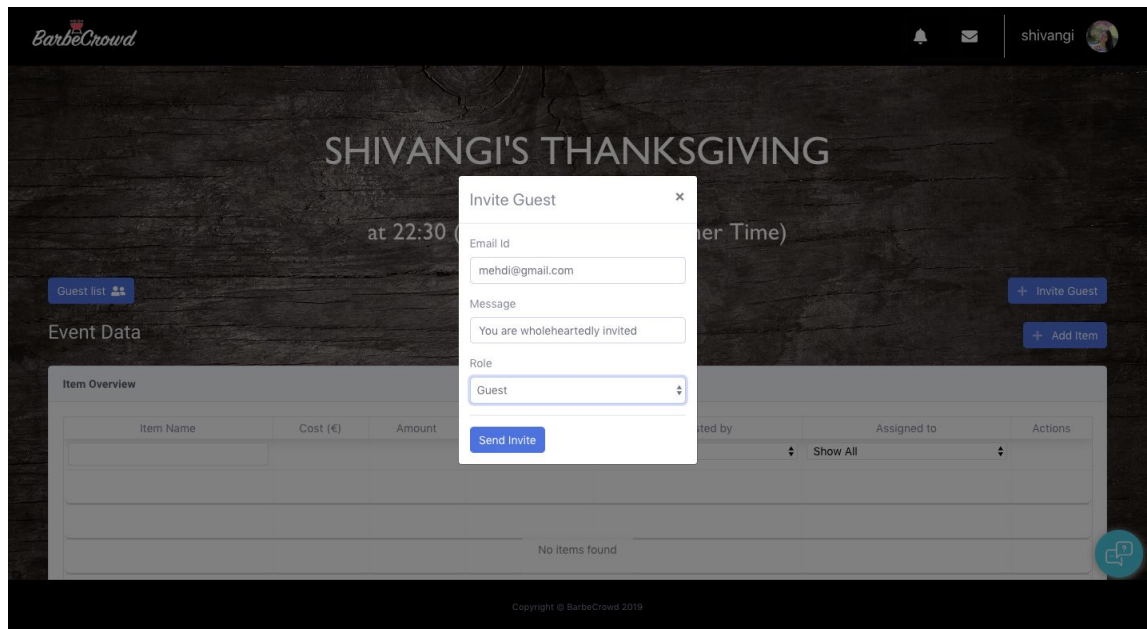 BarbeCrowd
shivangi
SHIVANGI'S THANKSGIVING
at 22:30 (
er Time)
Guest list
+ Invite Guest
Event Data
+ Add Item
Item Overview
Item Name Cost (€) Amount sted by Assigned to Actions
Show All
No items found
Invite Guest ×
Email Id
mehdi@gmail.com
Message
You are wholeheartedly invited
Role
Guest
Send Invite
Copyright © BarbeCrowd 2019